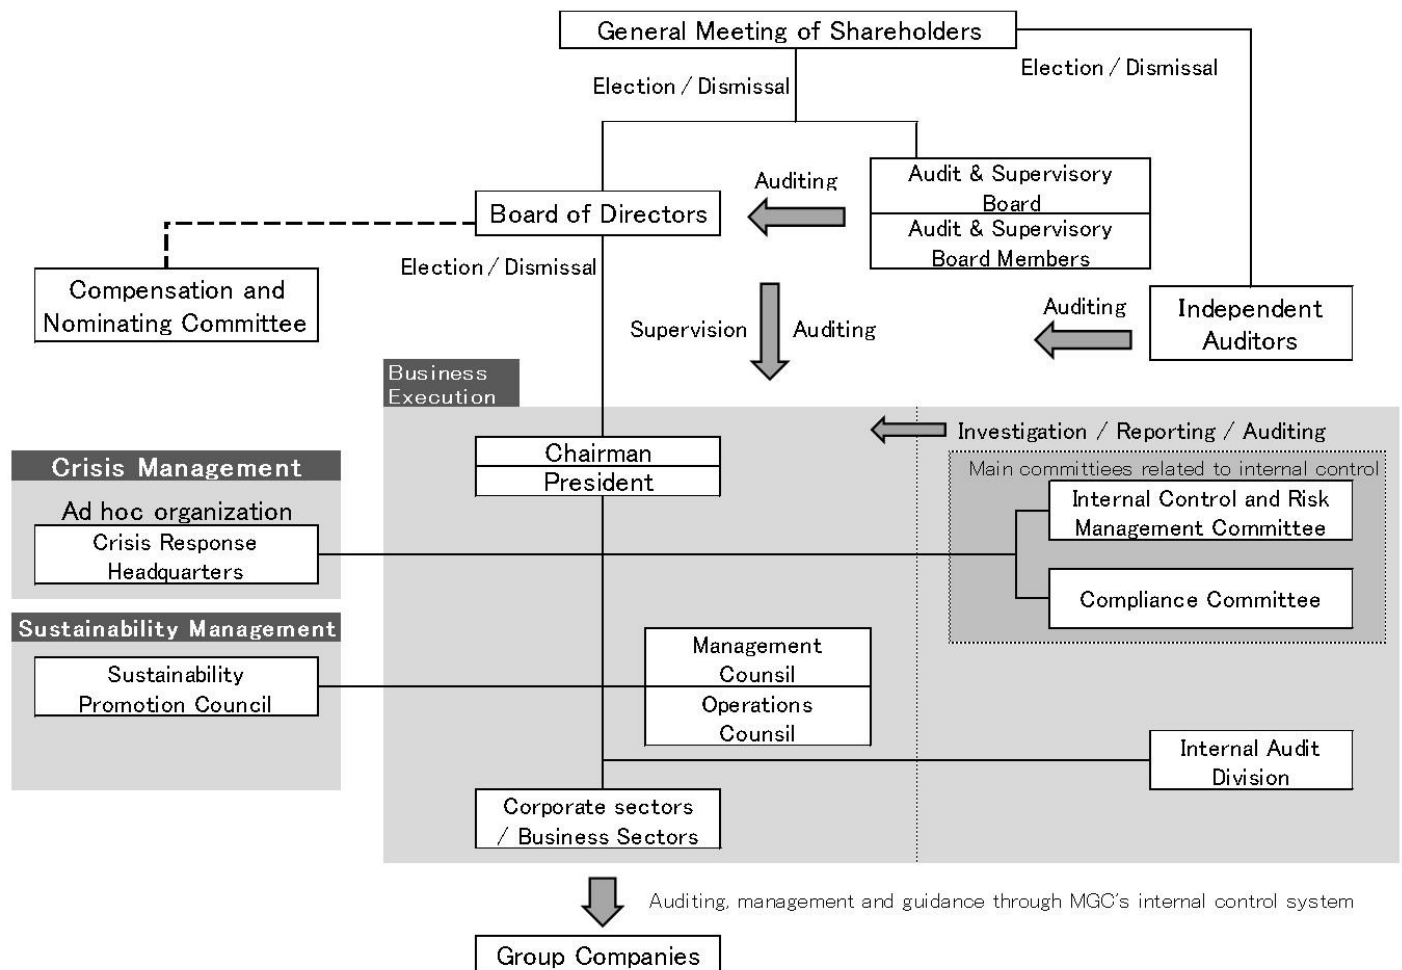 General Meeting of Shareholders
Election / Dismissal
Election / Dismissal
Audit & Supervisory
Board
Audit & Supervisory
Board Members
Auditing
Board of Directors
Election / Dismissal
Compensation and
Nominating Committee
Supervision
Auditing
Auditing
Independent
Auditors
Business
Execution
Investigation / Reporting / Auditing
Chairman
President
Main committiees related to internal control
Internal Control and Risk
Management Committee
Compliance Committee
Crisis Management
Ad hoc organization
Crisis Response
Headquarters
Sustainability Management
Sustainability
Promotion Council
Management
Counsil
Operations
Counsil
Internal Audit
Division
Corporate sectors
/ Business Sectors
Auditing, management and guidance through MGC's internal control system
Group Companies